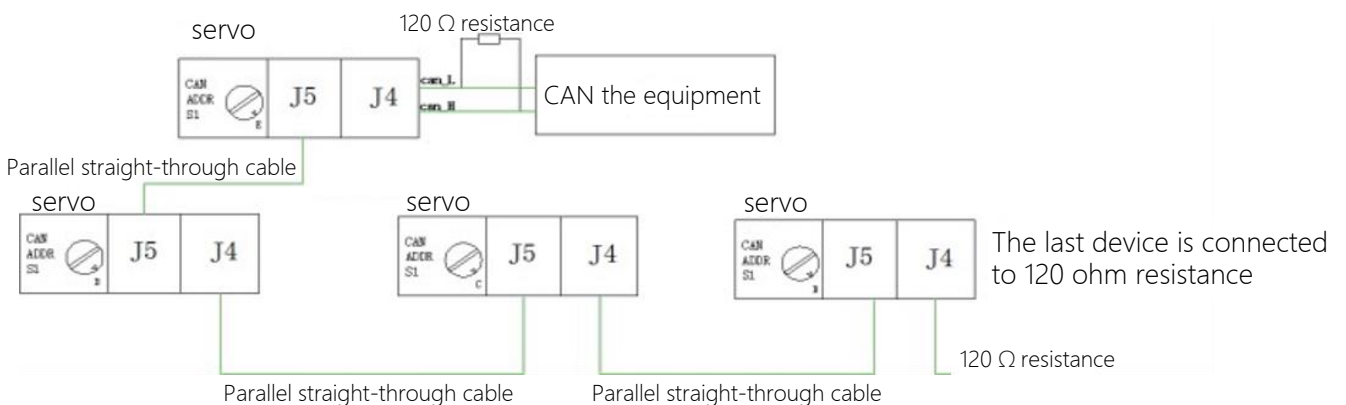 120 Ω resistance
servo
CAN
ADDR
S1
E
J5
J4
can_L
can_H
CAN the equipment
Parallel straight-through cable
servo
CAN
ADDR
S1
J5
J4
servo
CAN
ADDR
S1
C
J5
J4
servo
CAN
ADDR
S1
J5
J4
The last device is connected
to 120 ohm resistance
120 Ω resistance
Parallel straight-through cable
Parallel straight-through cable